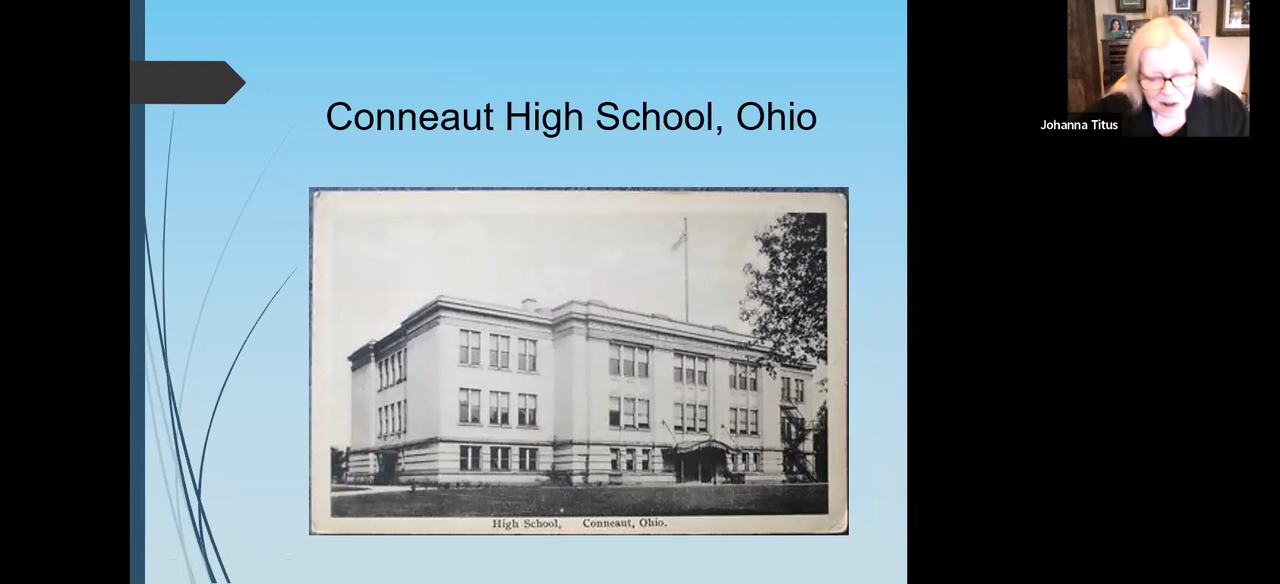 Conneaut High School, Ohio
Johanna Titus
High School, Conneaut, Ohio.